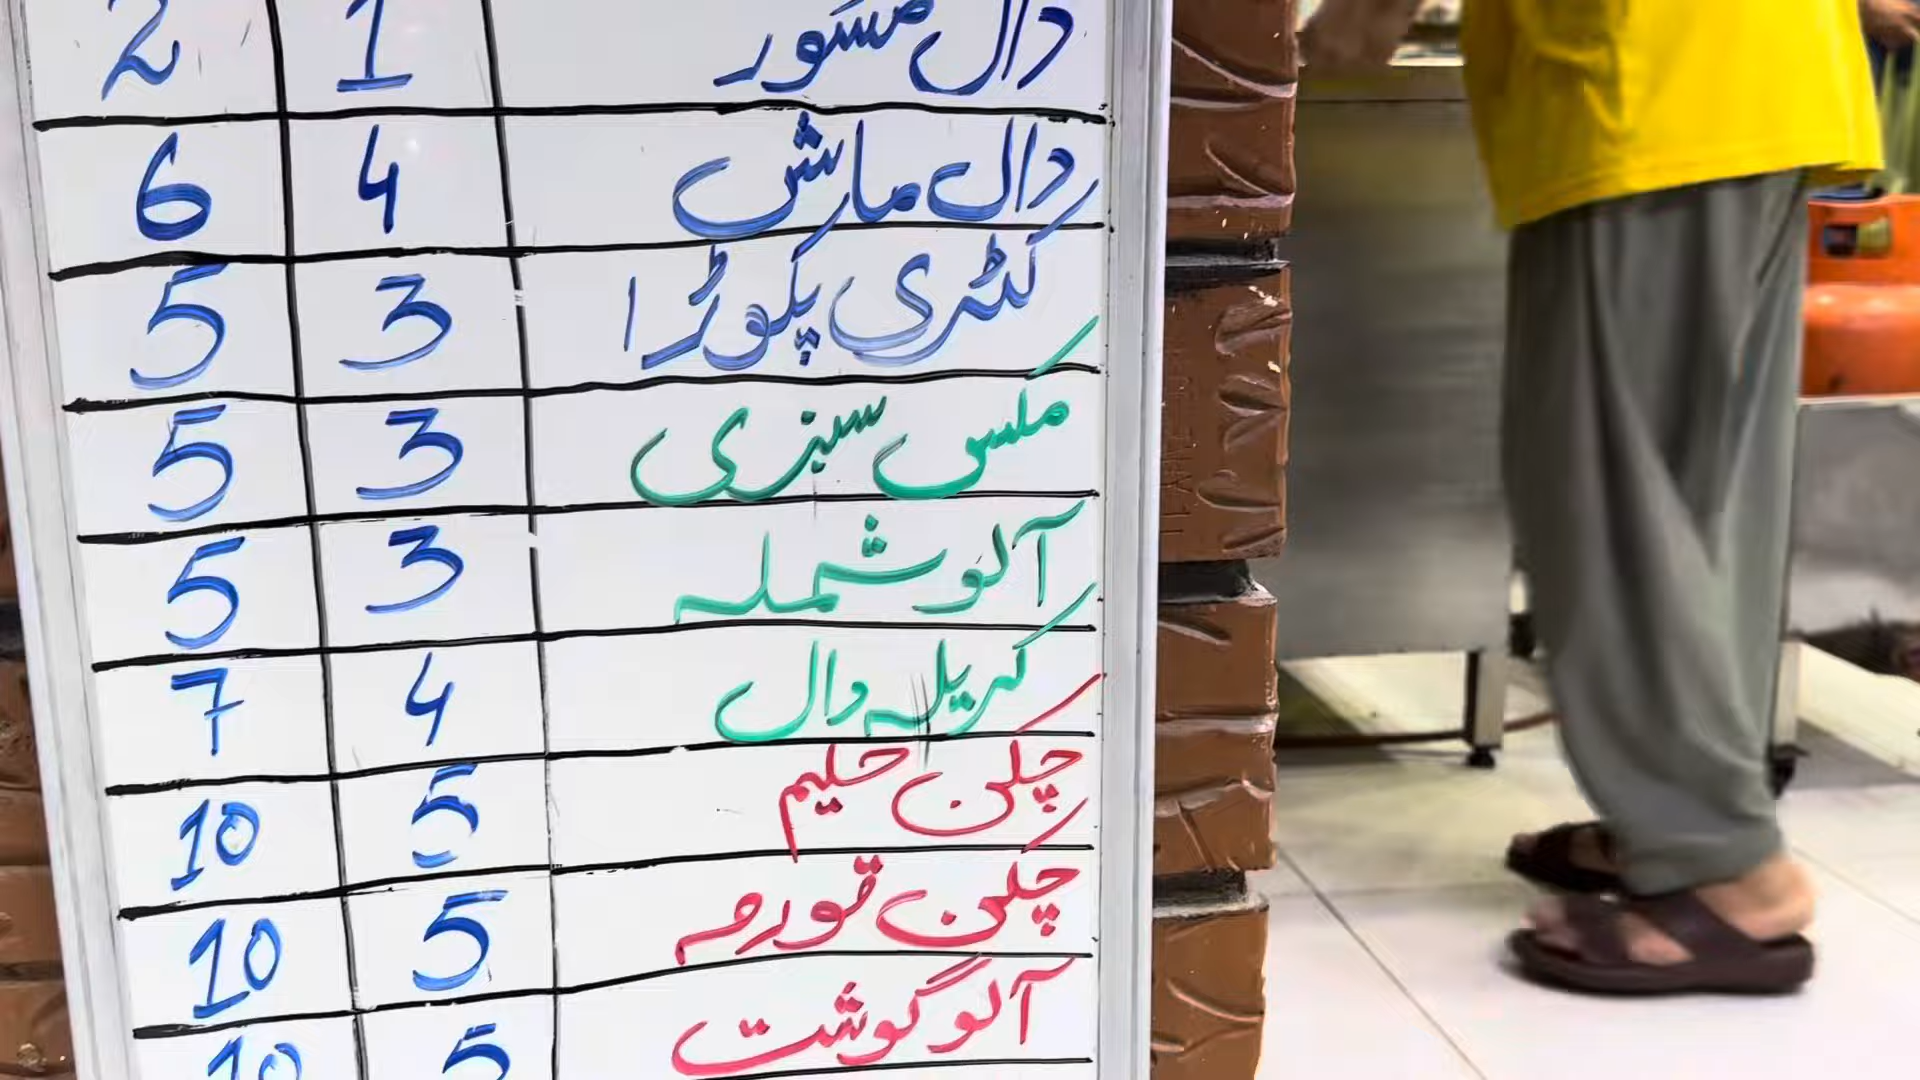 دال مسور 1 2
دال ماش 4 6
کڑی پکوڑا 3 5
مکس سبزی 3 5
آلو شملہ 3 5
کریلہ دال 4 7
چکن حلیم 5 10
چکن قورمہ 5 10
آلو گوشت 5 10